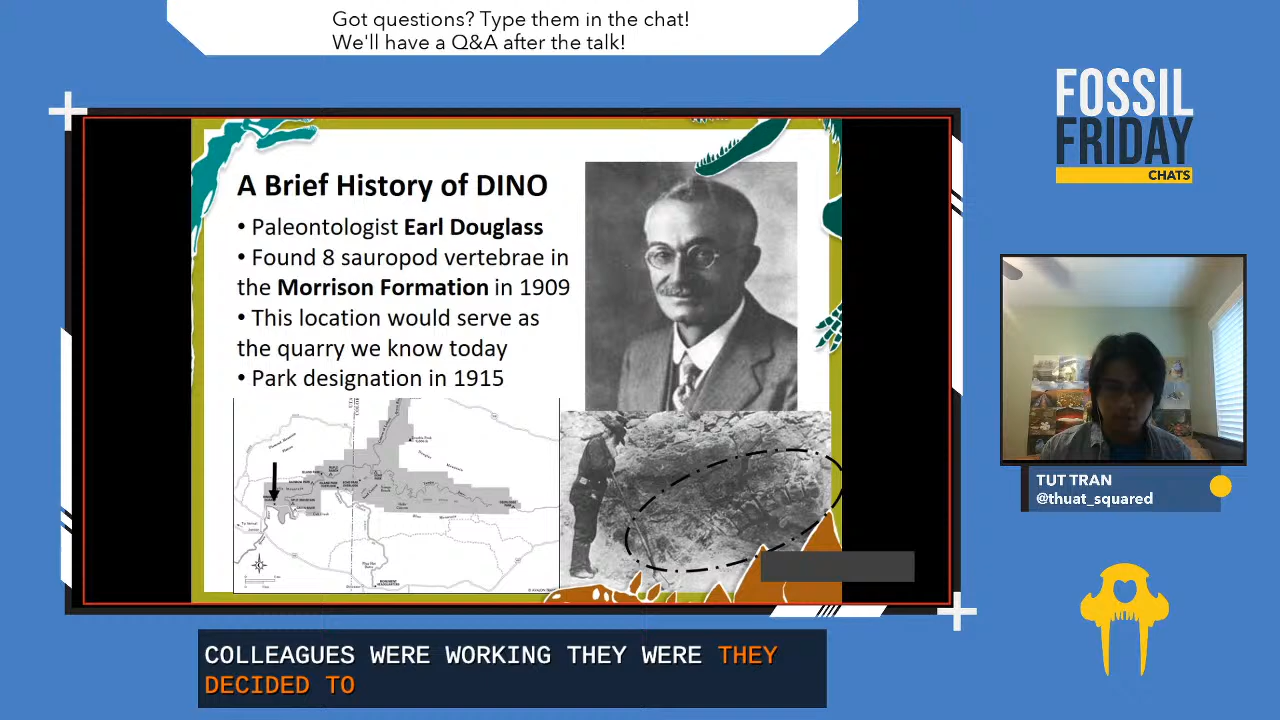 Got questions? Type them in the chat!
We'll have a Q&A after the talk!
FOSSIL
FRIDAY
CHATS
A Brief History of DINO
• Paleontologist Earl Douglass
• Found 8 sauropod vertebrae in
the Morrison Formation in 1909
• This location would serve as
the quarry we know today
• Park designation in 1915
TUT TRAN
@thuat_squared
COLLEAGUES WERE WORKING THEY WERE THEY
DECIDED TO